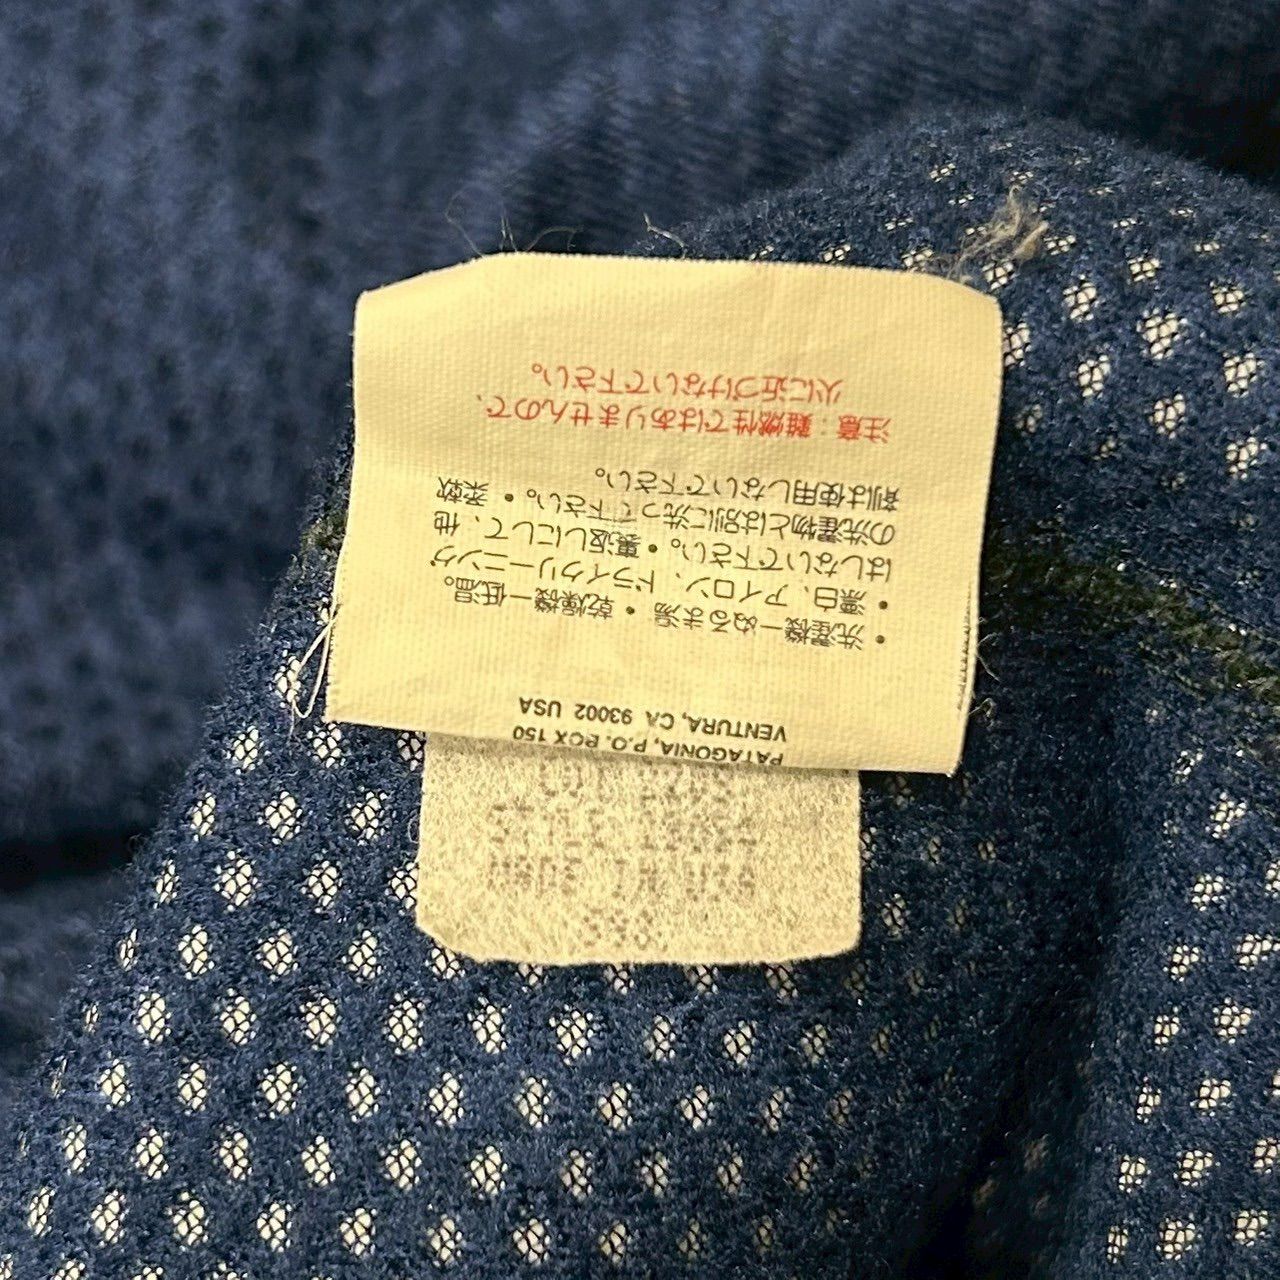 PATAGONIA, P.O. BOX 150
VENTURA, CA 93002 USA
• 洗濯機ーぬるま湯 • 乾燥機ー低温。
• 漂白、アイロン、ドライクリーニング
はしないで下さい。• 裏返しにして、他
の洗濯物とは別に洗って下さい。• 柔軟
剤は使用しないで下さい。
注意：難燃性ではありませんので、
火に近づけないで下さい。